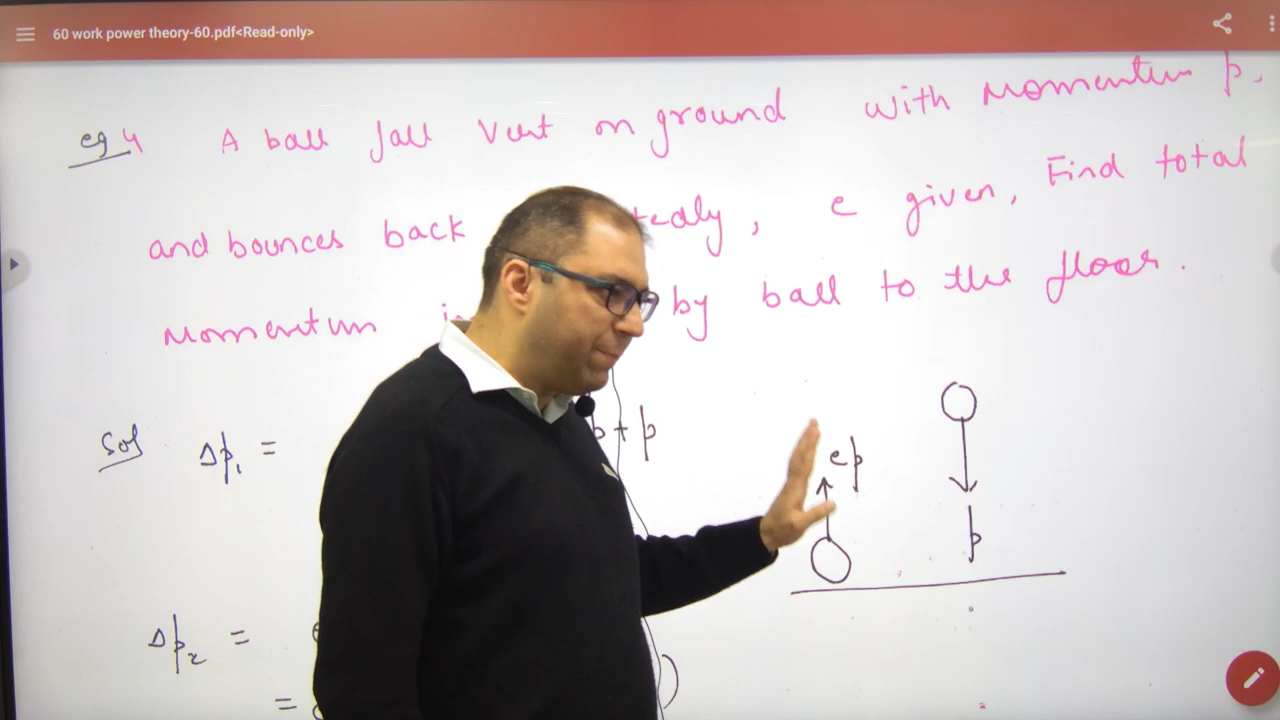 60 work power theory-60.pdf<Read-only>
eg 4 A ball fall Vert on ground with Momentum p.
and bounces back tedly, e given, Find total
Momentum by ball to the floor.
Sol Δp₁ = p + p
ep
p
Δp₂ =
=
)